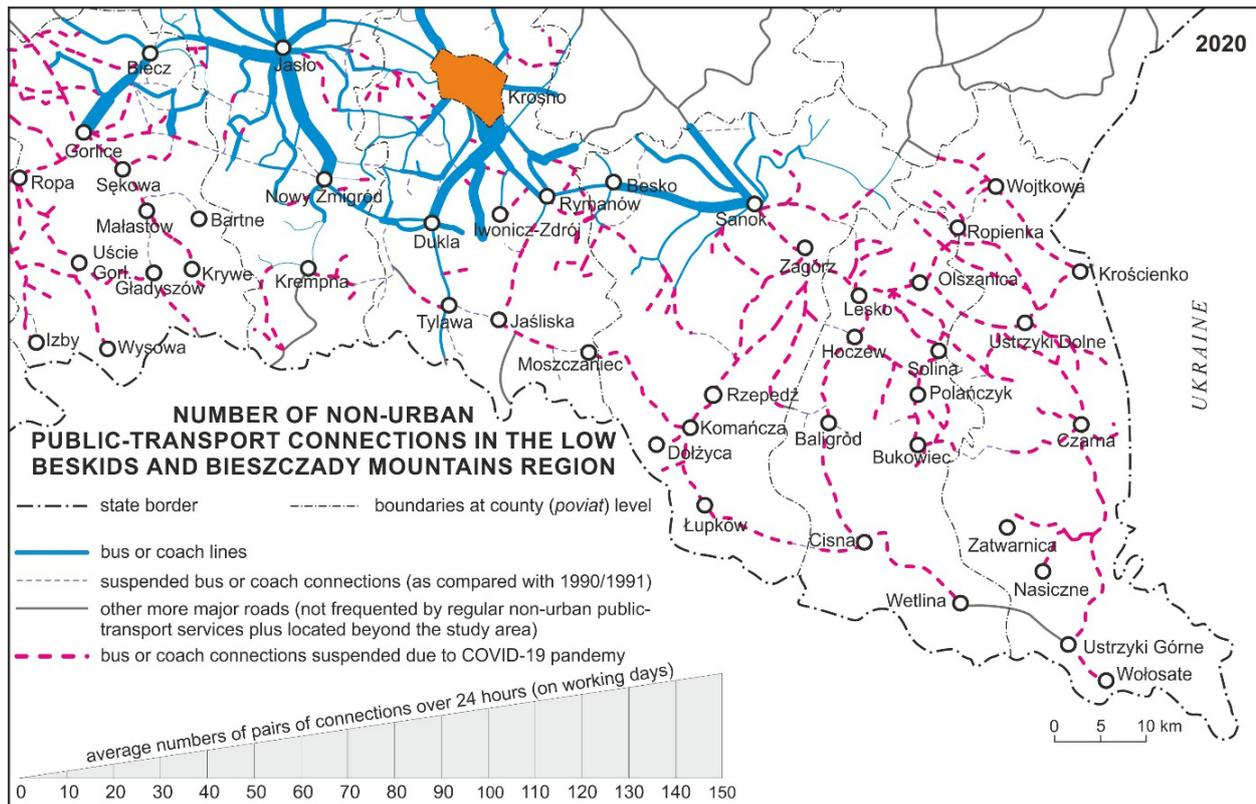 2020
Biecz
Jasło
Krosno
Gorlice
Ropa
Sękowa
Nowy Żmigród
Besko
Rymanów
Sanok
Wojtkowa
Małastów
Bartne
Dukla
Iwonicz-Zdrój
Ropienka
Uście
Gorl.
Gładyszów
Krywe
Krempna
Zagórz
Olszanica
Krościenko
Lesko
Tylawa
Jaśliska
Ustrzyki Dolne
Izby
Wysowa
Moszczaniec
Hoczew
Solina
UKRAINE
Rzepedź
Polańczyk
Komańcza
Baligród
Czarna
Dołżyca
Bukowiec
Łupków
Cisna
Zatwarnica
Nasiczne
Wetlina
Ustrzyki Górne
Wołosate
NUMBER OF NON-URBAN
PUBLIC-TRANSPORT CONNECTIONS IN THE LOW
BESKIDS AND BIESZCZADY MOUNTAINS REGION
state border
boundaries at county (poviat) level
bus or coach lines
suspended bus or coach connections (as compared with 1990/1991)
other more major roads (not frequented by regular non-urban public-
transport services plus located beyond the study area)
bus or coach connections suspended due to COVID-19 pandemy
average numbers of pairs of connections over 24 hours (on working days)
0 10 20 30 40 50 60 70 80 90 100 110 120 130 140 150
0 5 10 km